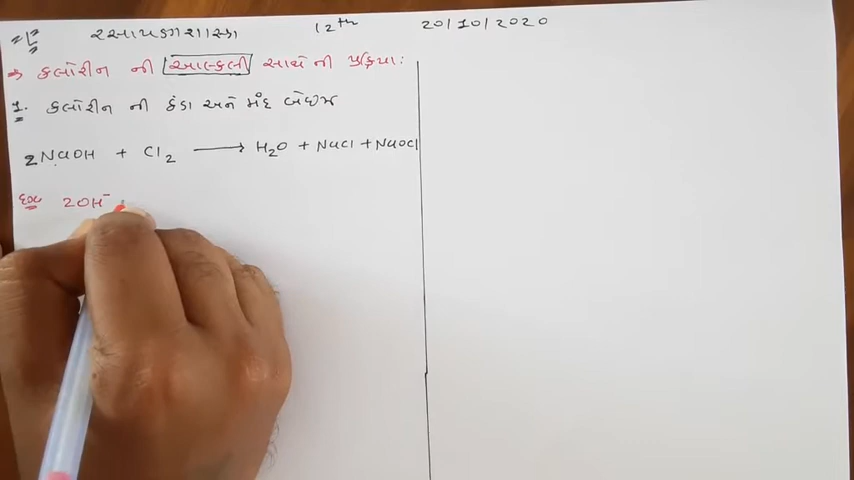 રસાયણશાસ્ત્ર 12th 20/10/2020
⇒ ક્લોરીન ની આલ્કલી સાથે ની પ્રક્રિયા:
1. ક્લોરીન ની ઠંડા અને મંદ બેઇઝ
2NaOH + Cl2 ⟶ H2O + NaCl + NaOCl
2OH⁻